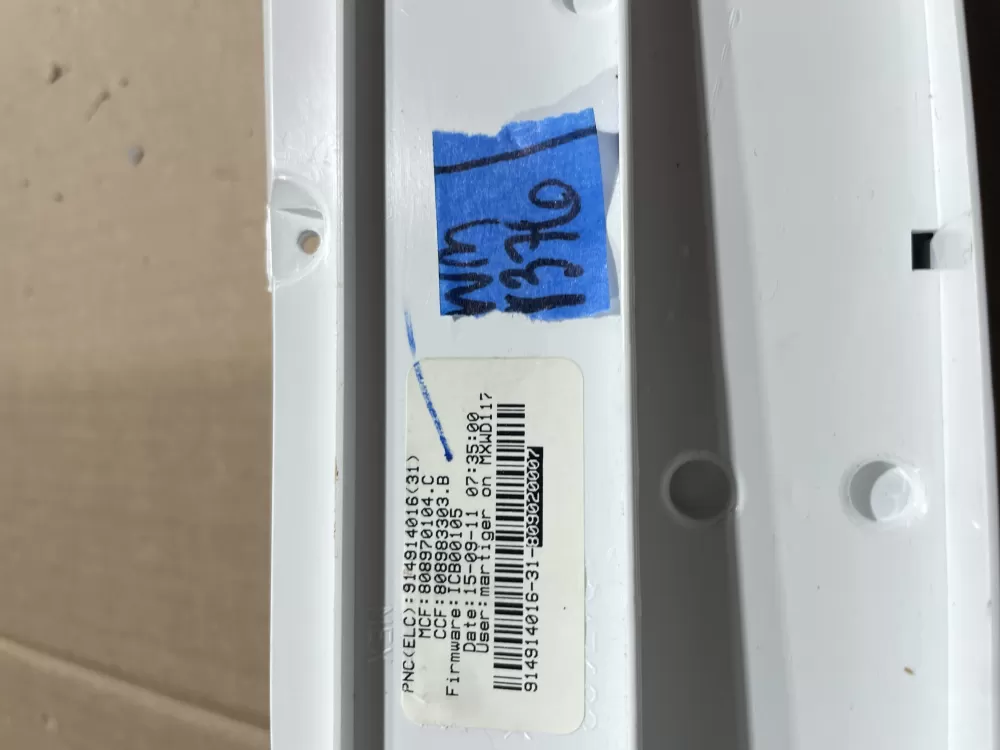 WM
1376
PNC(ELC):914914016(31)
MCF:808970104.C
CCF:808983303.B
Firmware:ICB00105
Date:15-09-11 07:35:00
User:martiger on MXWD117
914914016-31-809020007